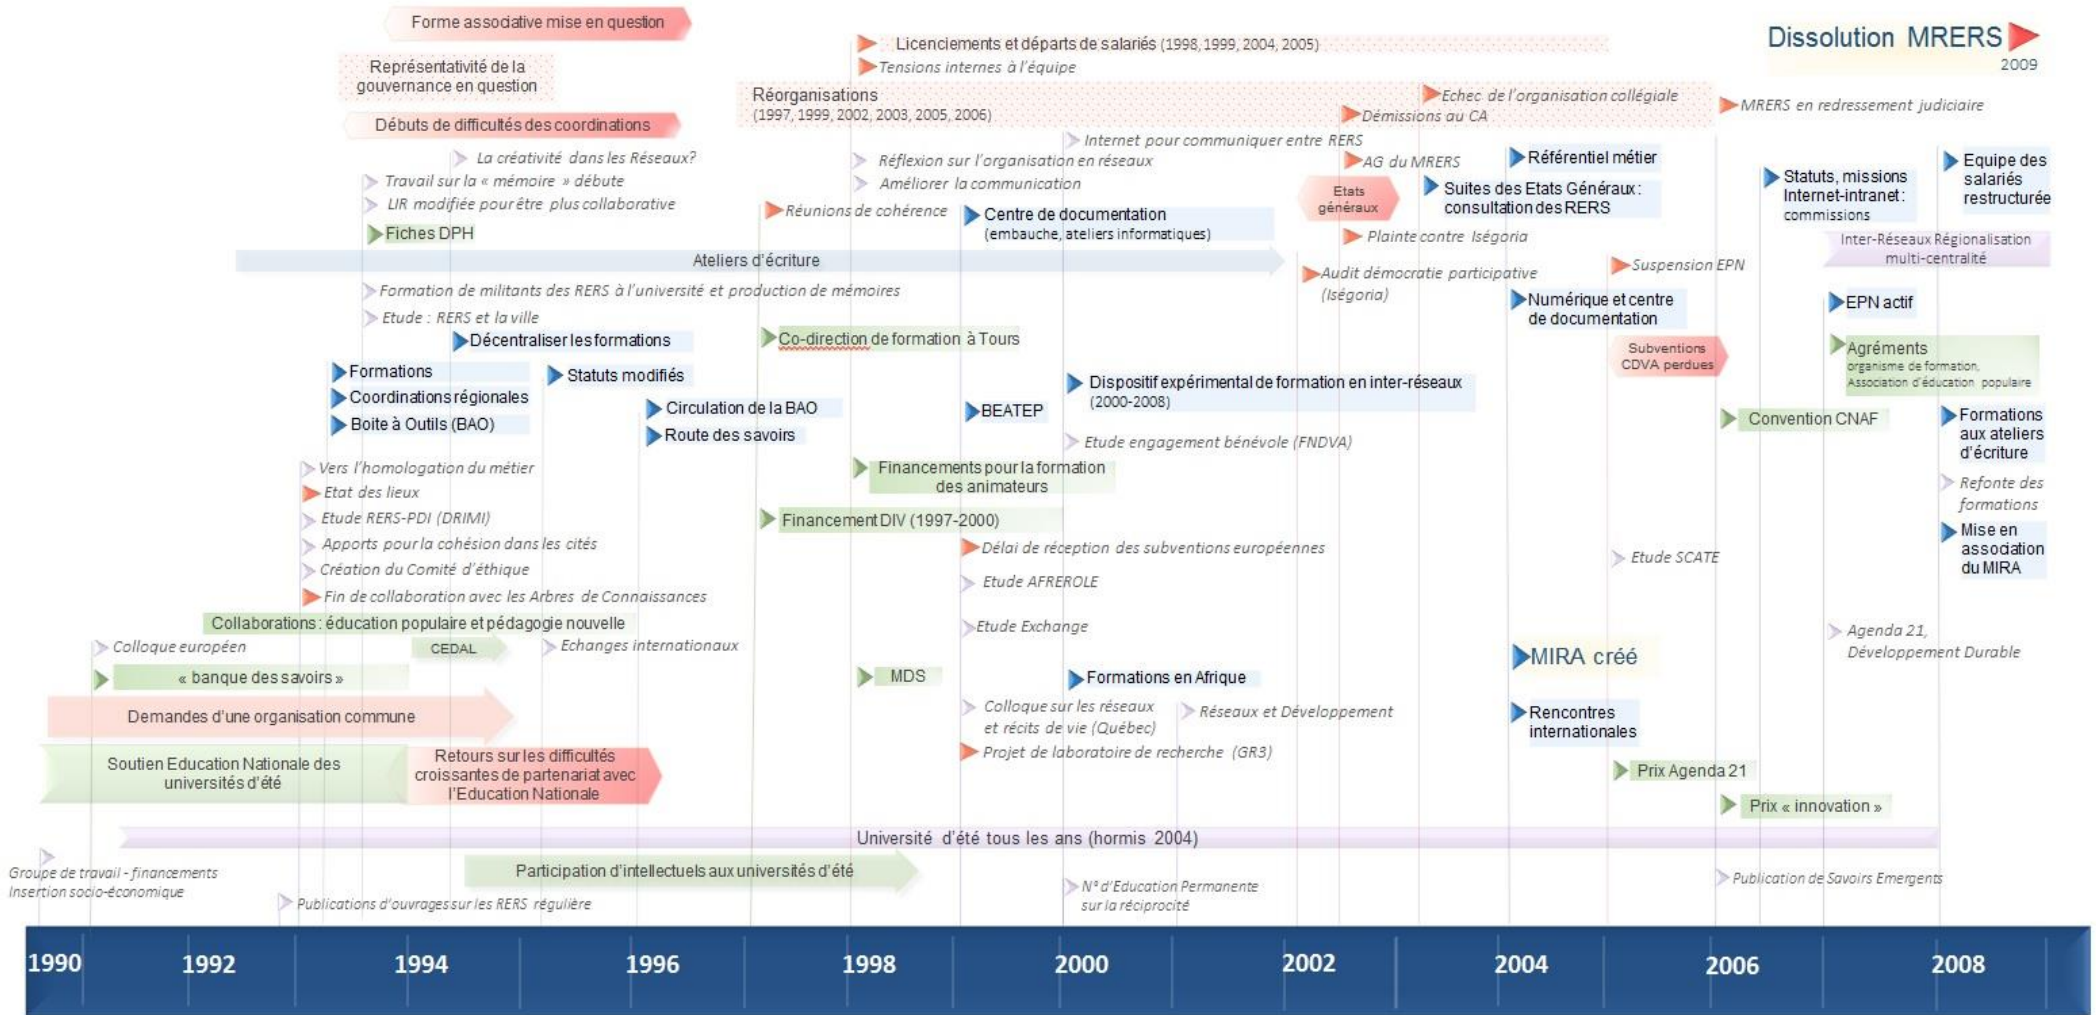 Forme associative mise en question
Représentativité de la
gouvernance en question
Débuts de difficultés des coordinations
La créativité dans les Réseaux?
Travail sur la « mémoire » débute
LIR modifiée pour être plus collaborative
Fiches DPH
Licenciements et départs de salariés (1998, 1999, 2004, 2005)
Tensions internes à l'équipe
Réorganisations
(1997, 1999, 2002, 2003, 2005, 2006)
Echec de l'organisation collégiale
Démissions au CA
Dissolution MRERS
2009
MRERS en redressement judiciaire
Internet pour communiquer entre RERS
Réflexion sur l'organisation en réseaux
Améliorer la communication
AG du MRERS
Etats
généraux
Référentiel métier
Suites des Etats Généraux :
consultation des RERS
Statuts, missions
Internet-intranet :
commissions
Equipe des
salariés
restructurée
Réunions de cohérence
Centre de documentation
(embauche, ateliers informatiques)
Plainte contre Iségoria
Inter-Réseaux Régionalisation
multi-centralité
Ateliers d'écriture
Audit démocratie participative
(Iségoria)
Suspension EPN
Formation de militants des RERS à l'université et production de mémoires
Etude : RERS et la ville
Numérique et centre
de documentation
EPN actif
Décentraliser les formations
Co-direction de formation à Tours
Subventions
CDVA perdues
Agréments
organisme de formation,
Association d'éducation populaire
Formations
Coordinations régionales
Boite à Outils (BAO)
Statuts modifiés
Circulation de la BAO
Route des savoirs
BEATEP
Dispositif expérimental de formation en inter-réseaux
(2000-2008)
Etude engagement bénévole (FNDVA)
Convention CNAF
Formations
aux ateliers
d'écriture
Vers l'homologation du métier
Etat des lieux
Etude RERS-PDI (DRIMI)
Apports pour la cohésion dans les cités
Création du Comité d'éthique
Fin de collaboration avec les Arbres de Connaissances
Financements pour la formation
des animateurs
Financement DIV (1997-2000)
Refonte des
formations
Mise en
association
du MIRA
Délai de réception des subventions européennes
Etude AFREROLE
Etude Exchange
Etude SCATE
Collaborations : éducation populaire et pédagogie nouvelle
Colloque européen
CEDAL
Echanges internationaux
« banque des savoirs »
MDS
Formations en Afrique
MIRA créé
Agenda 21,
Développement Durable
Demandes d'une organisation commune
Colloque sur les réseaux
et récits de vie (Québec)
Réseaux et Développement
Projet de laboratoire de recherche (GR3)
Rencontres
internationales
Soutien Education Nationale des
universités d'été
Retours sur les difficultés
croissantes de partenariat avec
l'Education Nationale
Prix Agenda 21
Prix « innovation »
Université d'été tous les ans (hormis 2004)
Groupe de travail - financements
Insertion socio-économique
Participation d'intellectuels aux universités d'été
Publications d'ouvrages sur les RERS régulière
N° d'Education Permanente
sur la réciprocité
Publication de Savoirs Emergents
1990 1992 1994 1996 1998 2000 2002 2004 2006 2008